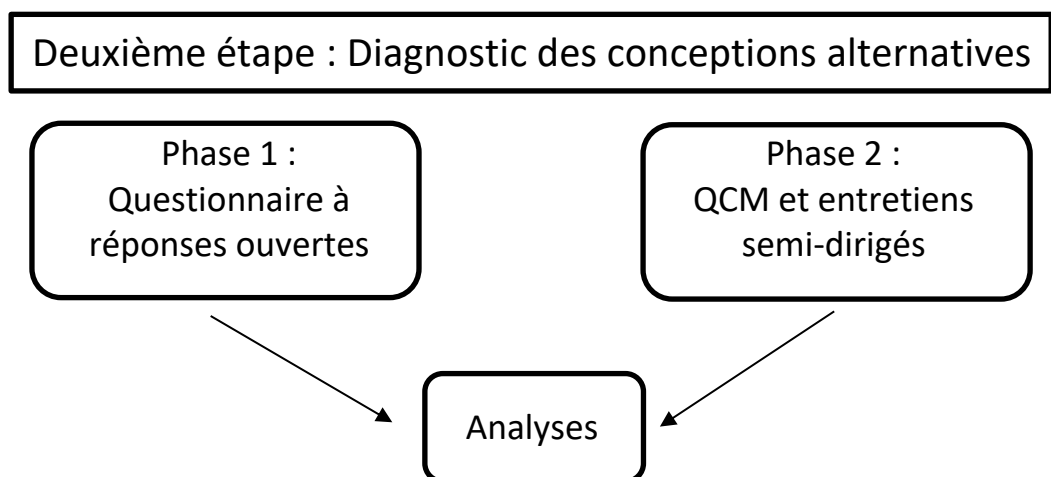 Deuxième étape : Diagnostic des conceptions alternatives
Phase 1 :
Questionnaire à
réponses ouvertes
Phase 2 :
QCM et entretiens
semi-dirigés
Analyses